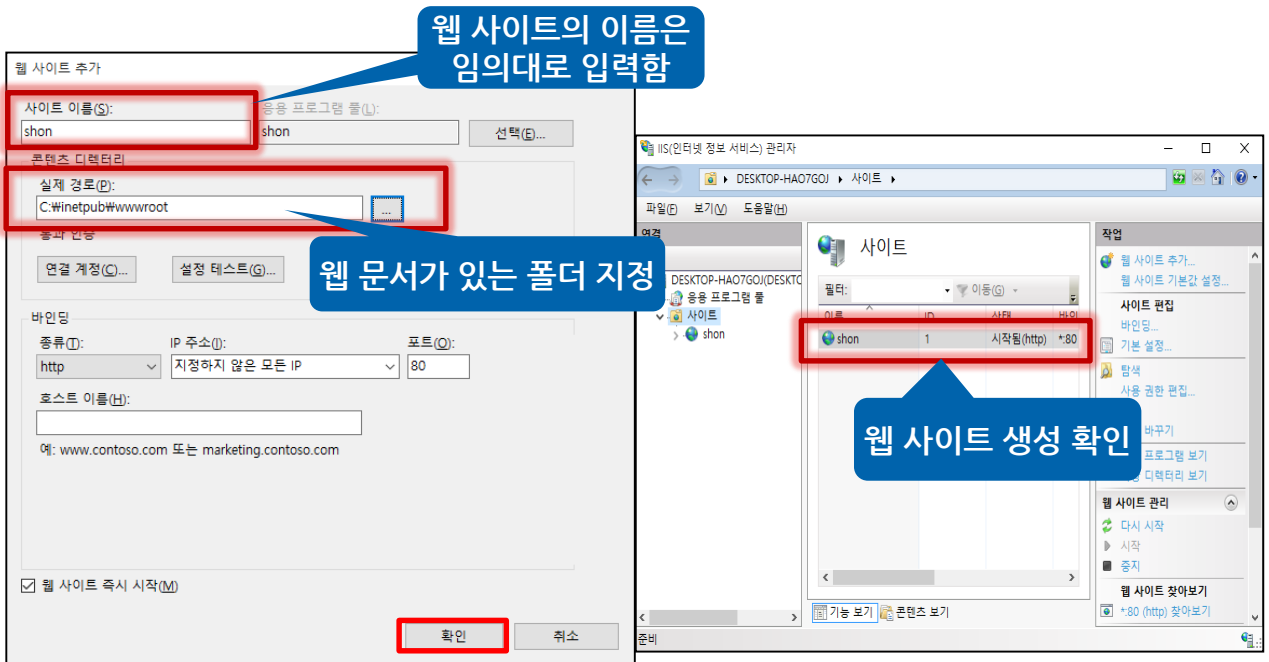 웹 사이트의 이름은
임의대로 입력함
웹 사이트 추가
사이트 이름(S):
응용 프로그램 풀(L):
shon
shon
선택(E)...
콘텐츠 디렉터리
실제 경로(P):
C:₩inetpub₩wwwroot
...
통과 인증
연결 계정(C)...
설정 테스트(G)...
웹 문서가 있는 폴더 지정
바인딩
종류(T):
IP 주소(I):
포트(O):
http
지정하지 않은 모든 IP
80
호스트 이름(H):
예: www.contoso.com 또는 marketing.contoso.com
웹 사이트 즉시 시작(M)
확인
취소
IIS(인터넷 정보 서비스) 관리자
DESKTOP-HAO7GOJ
사이트
파일(F)
보기(V)
도움말(H)
연결
DESKTOP-HAO7GOJ(DESKTC
응용 프로그램 풀
사이트
shon
사이트
필터:
이동(G)
이름
ID
상태
바인
shon
1
시작됨(http)
*:80
웹 사이트 생성 확인
기능 보기
콘텐츠 보기
작업
웹 사이트 추가...
웹 사이트 기본값 설정...
사이트 편집
바인딩...
기본 설정...
탐색
사용 권한 편집...
바꾸기
프로그램 보기
디렉터리 보기
웹 사이트 관리
다시 시작
시작
중지
웹 사이트 찾아보기
*:80 (http) 찾아보기
준비